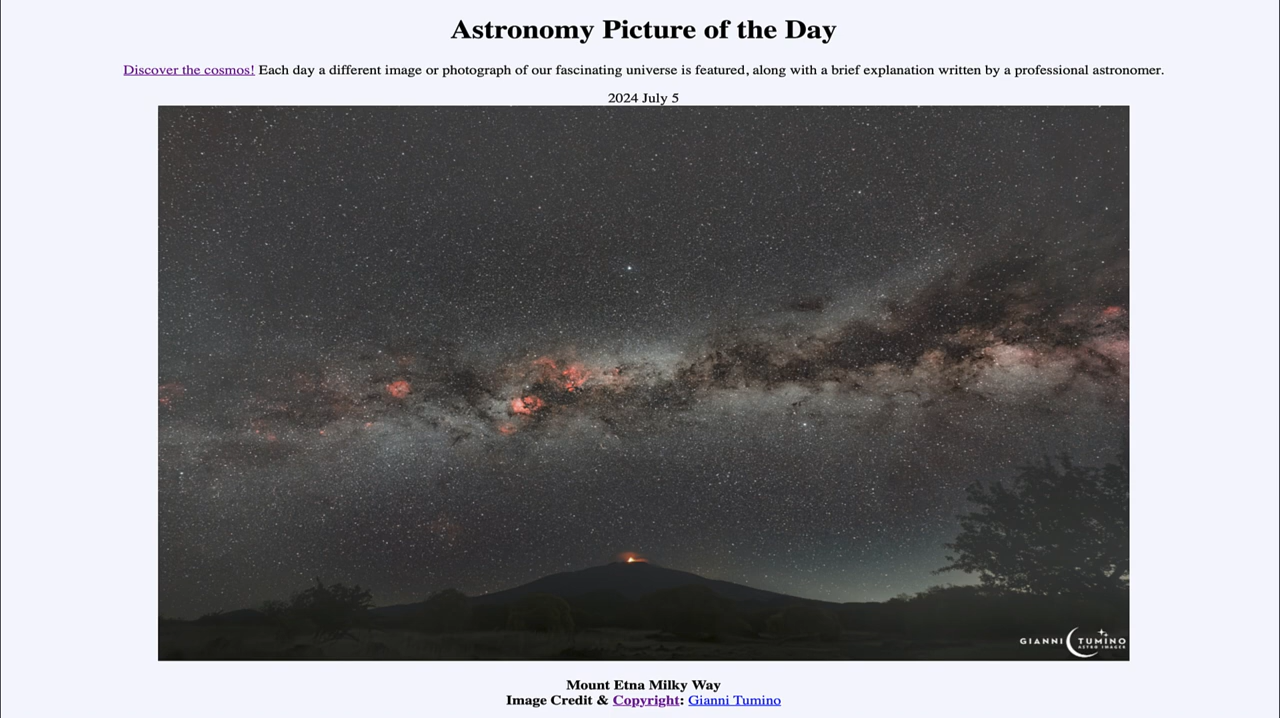 Astronomy Picture of the Day
Discover the cosmos! Each day a different image or photograph of our fascinating universe is featured, along with a brief explanation written by a professional astronomer.
2024 July 5
GIANNI TUMINO
ASTRO IMAGES
Mount Etna Milky Way
Image Credit & Copyright: Gianni Tumino